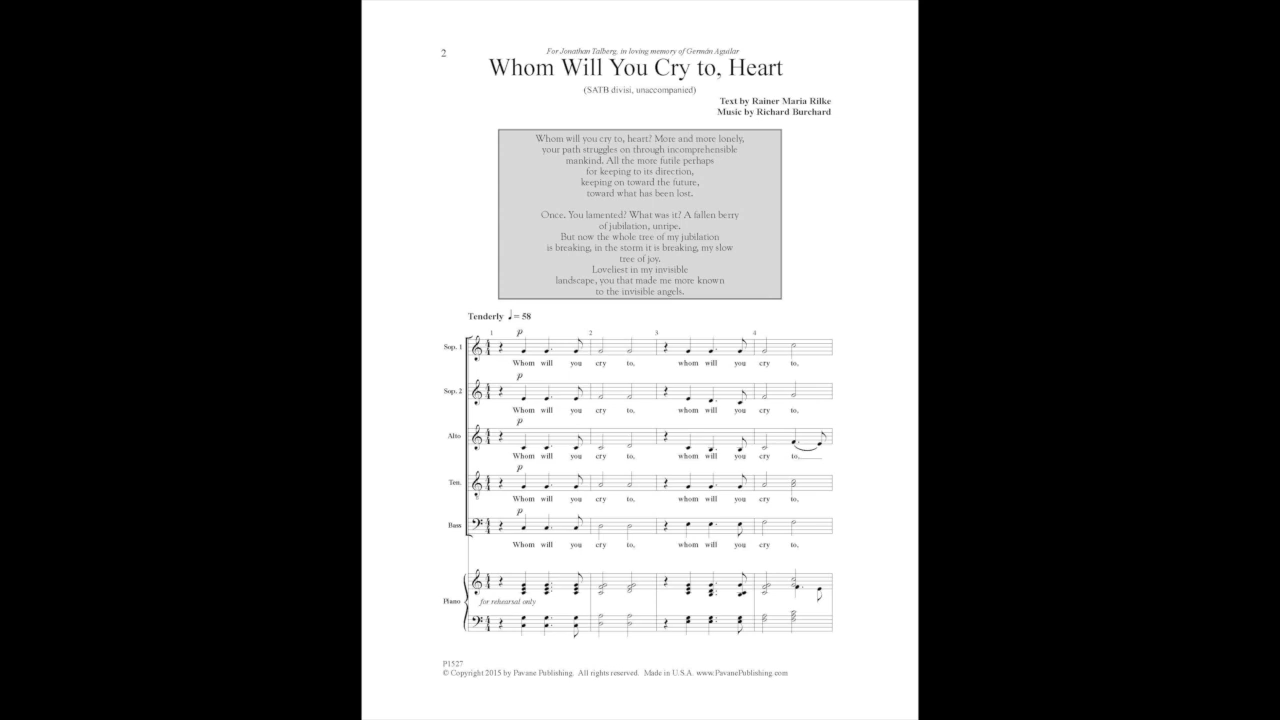 2
For Jonathan Talberg, in loving memory of Germán Aguilar
Whom Will You Cry to, Heart
(SATB divisi, unaccompanied)
Text by Rainer Maria Rilke
Music by Richard Burchard
Whom will you cry to, heart? More and more lonely,
your path struggles on through incomprehensible
mankind. All the more futile perhaps
for keeping to its direction,
keeping on toward the future,
toward what has been lost.
Once. You lamented? What was it? A fallen berry
of jubilation, unripe.
But now the whole tree of my jubilation
is breaking, in the storm it is breaking, my slow
tree of joy.
Loveliest in my invisible
landscape, you that made me more known
to the invisible angels.
Tenderly ♩= 58
1 p 2 3 4
Sop. 1
Whom will you cry to, whom will you cry to,
p
Sop. 2
Whom will you cry to, whom will you cry to,
p
Alto
Whom will you cry to, whom will you cry to,
p
Ten.
Whom will you cry to, whom will you cry to,
p
Bass
Whom will you cry to, whom will you cry to,
Piano
for rehearsal only
P1527
© Copyright 2015 by Pavane Publishing. All rights reserved. Made in U.S.A. www.PavanePublishing.com